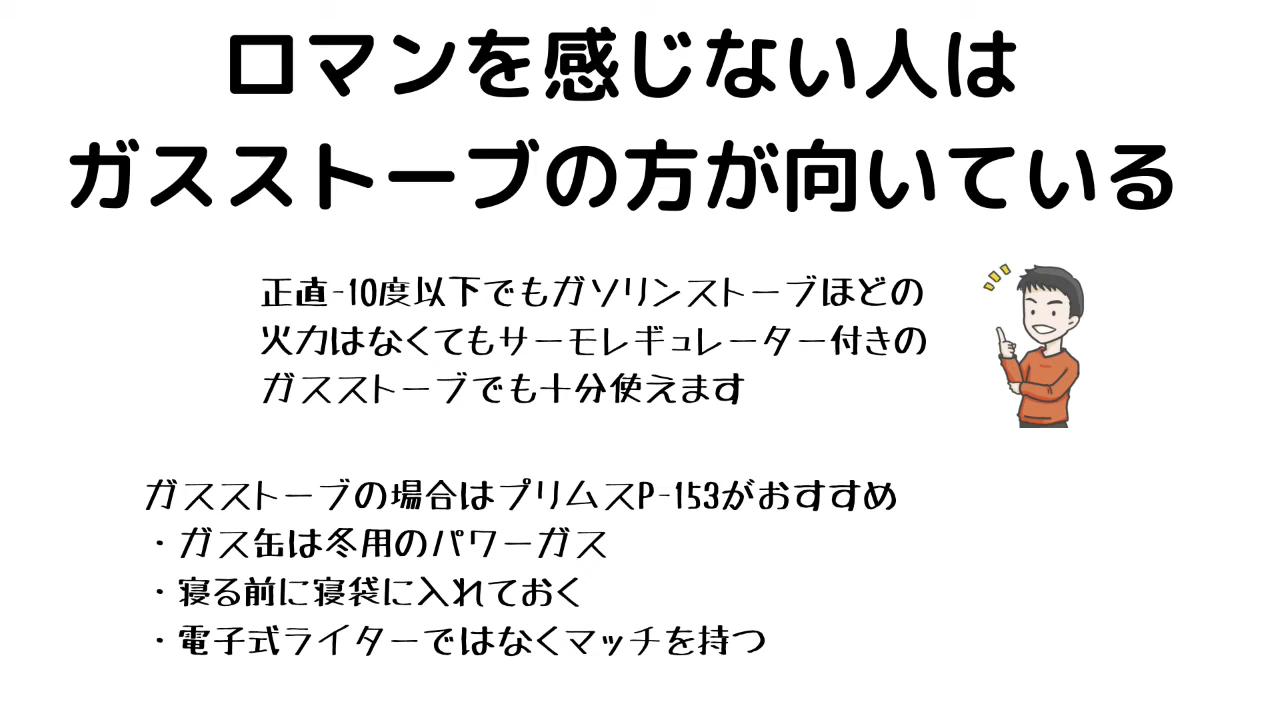 ロマンを感じない人は
ガスストーブの方が向いている
正直-10度以下でもガソリンストーブほどの
火力はなくてもサーモレギュレーター付きの
ガスストーブでも十分使えます
ガスストーブの場合はプリムスP-153がおすすめ
・ガス缶は冬用のパワーガス
・寝る前に寝袋に入れておく
・電子式ライターではなくマッチを持つ